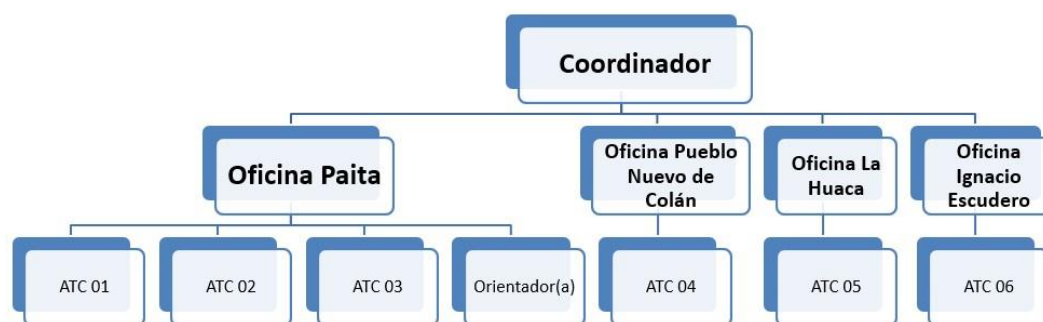 Coordinador
Oficina Paita
Oficina Pueblo
Nuevo de
Colán
Oficina La
Huaca
Oficina
Ignacio
Escudero
ATC 01
ATC 02
ATC 03
Orientador(a)
ATC 04
ATC 05
ATC 06